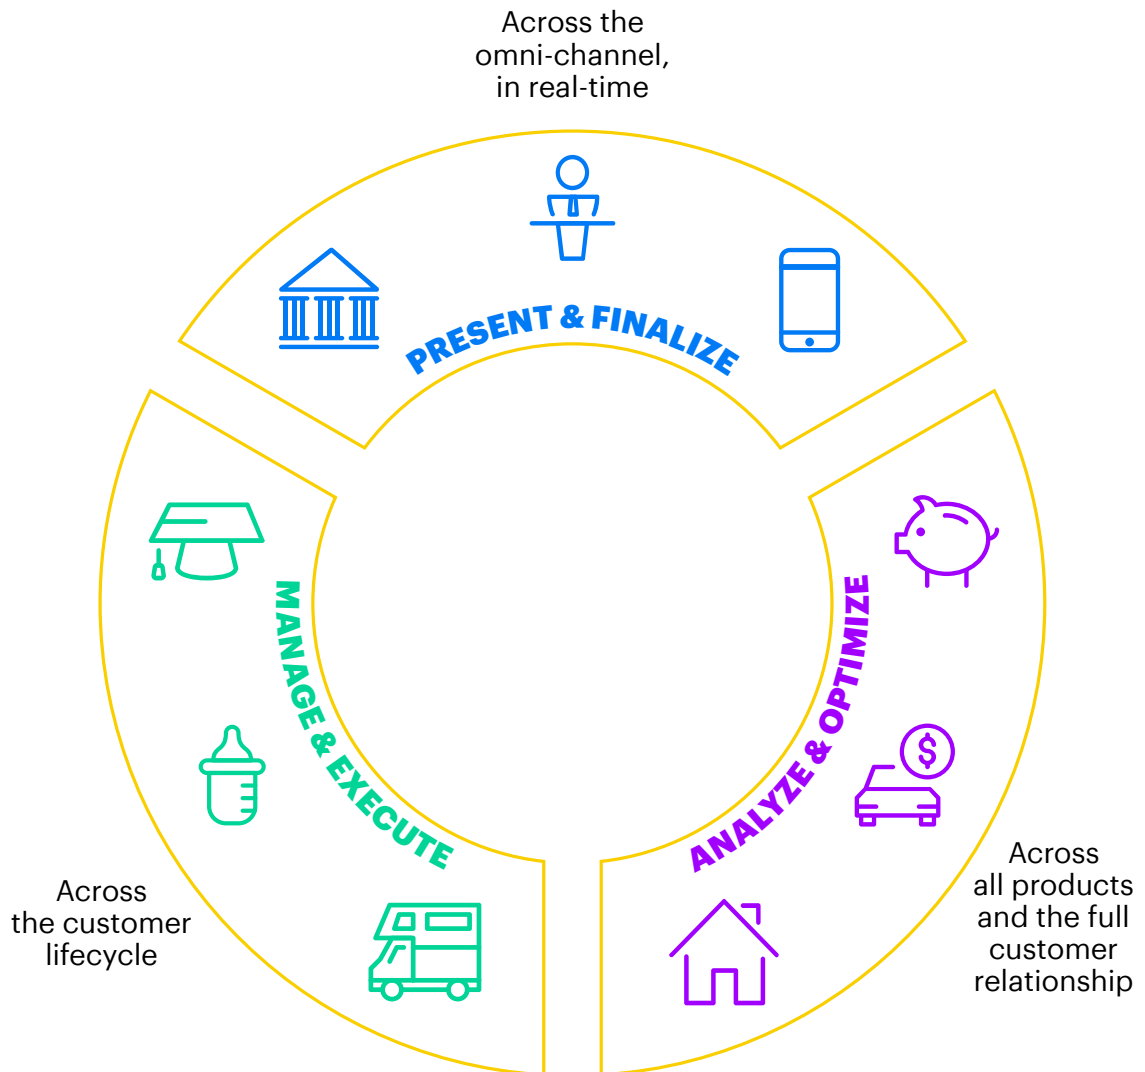 Across the
omni-channel,
in real-time
PRESENT & FINALIZE
MANAGE & EXECUTE
ANALYZE & OPTIMIZE
$
Across
the customer
lifecycle
Across
all products
and the full
customer
relationship